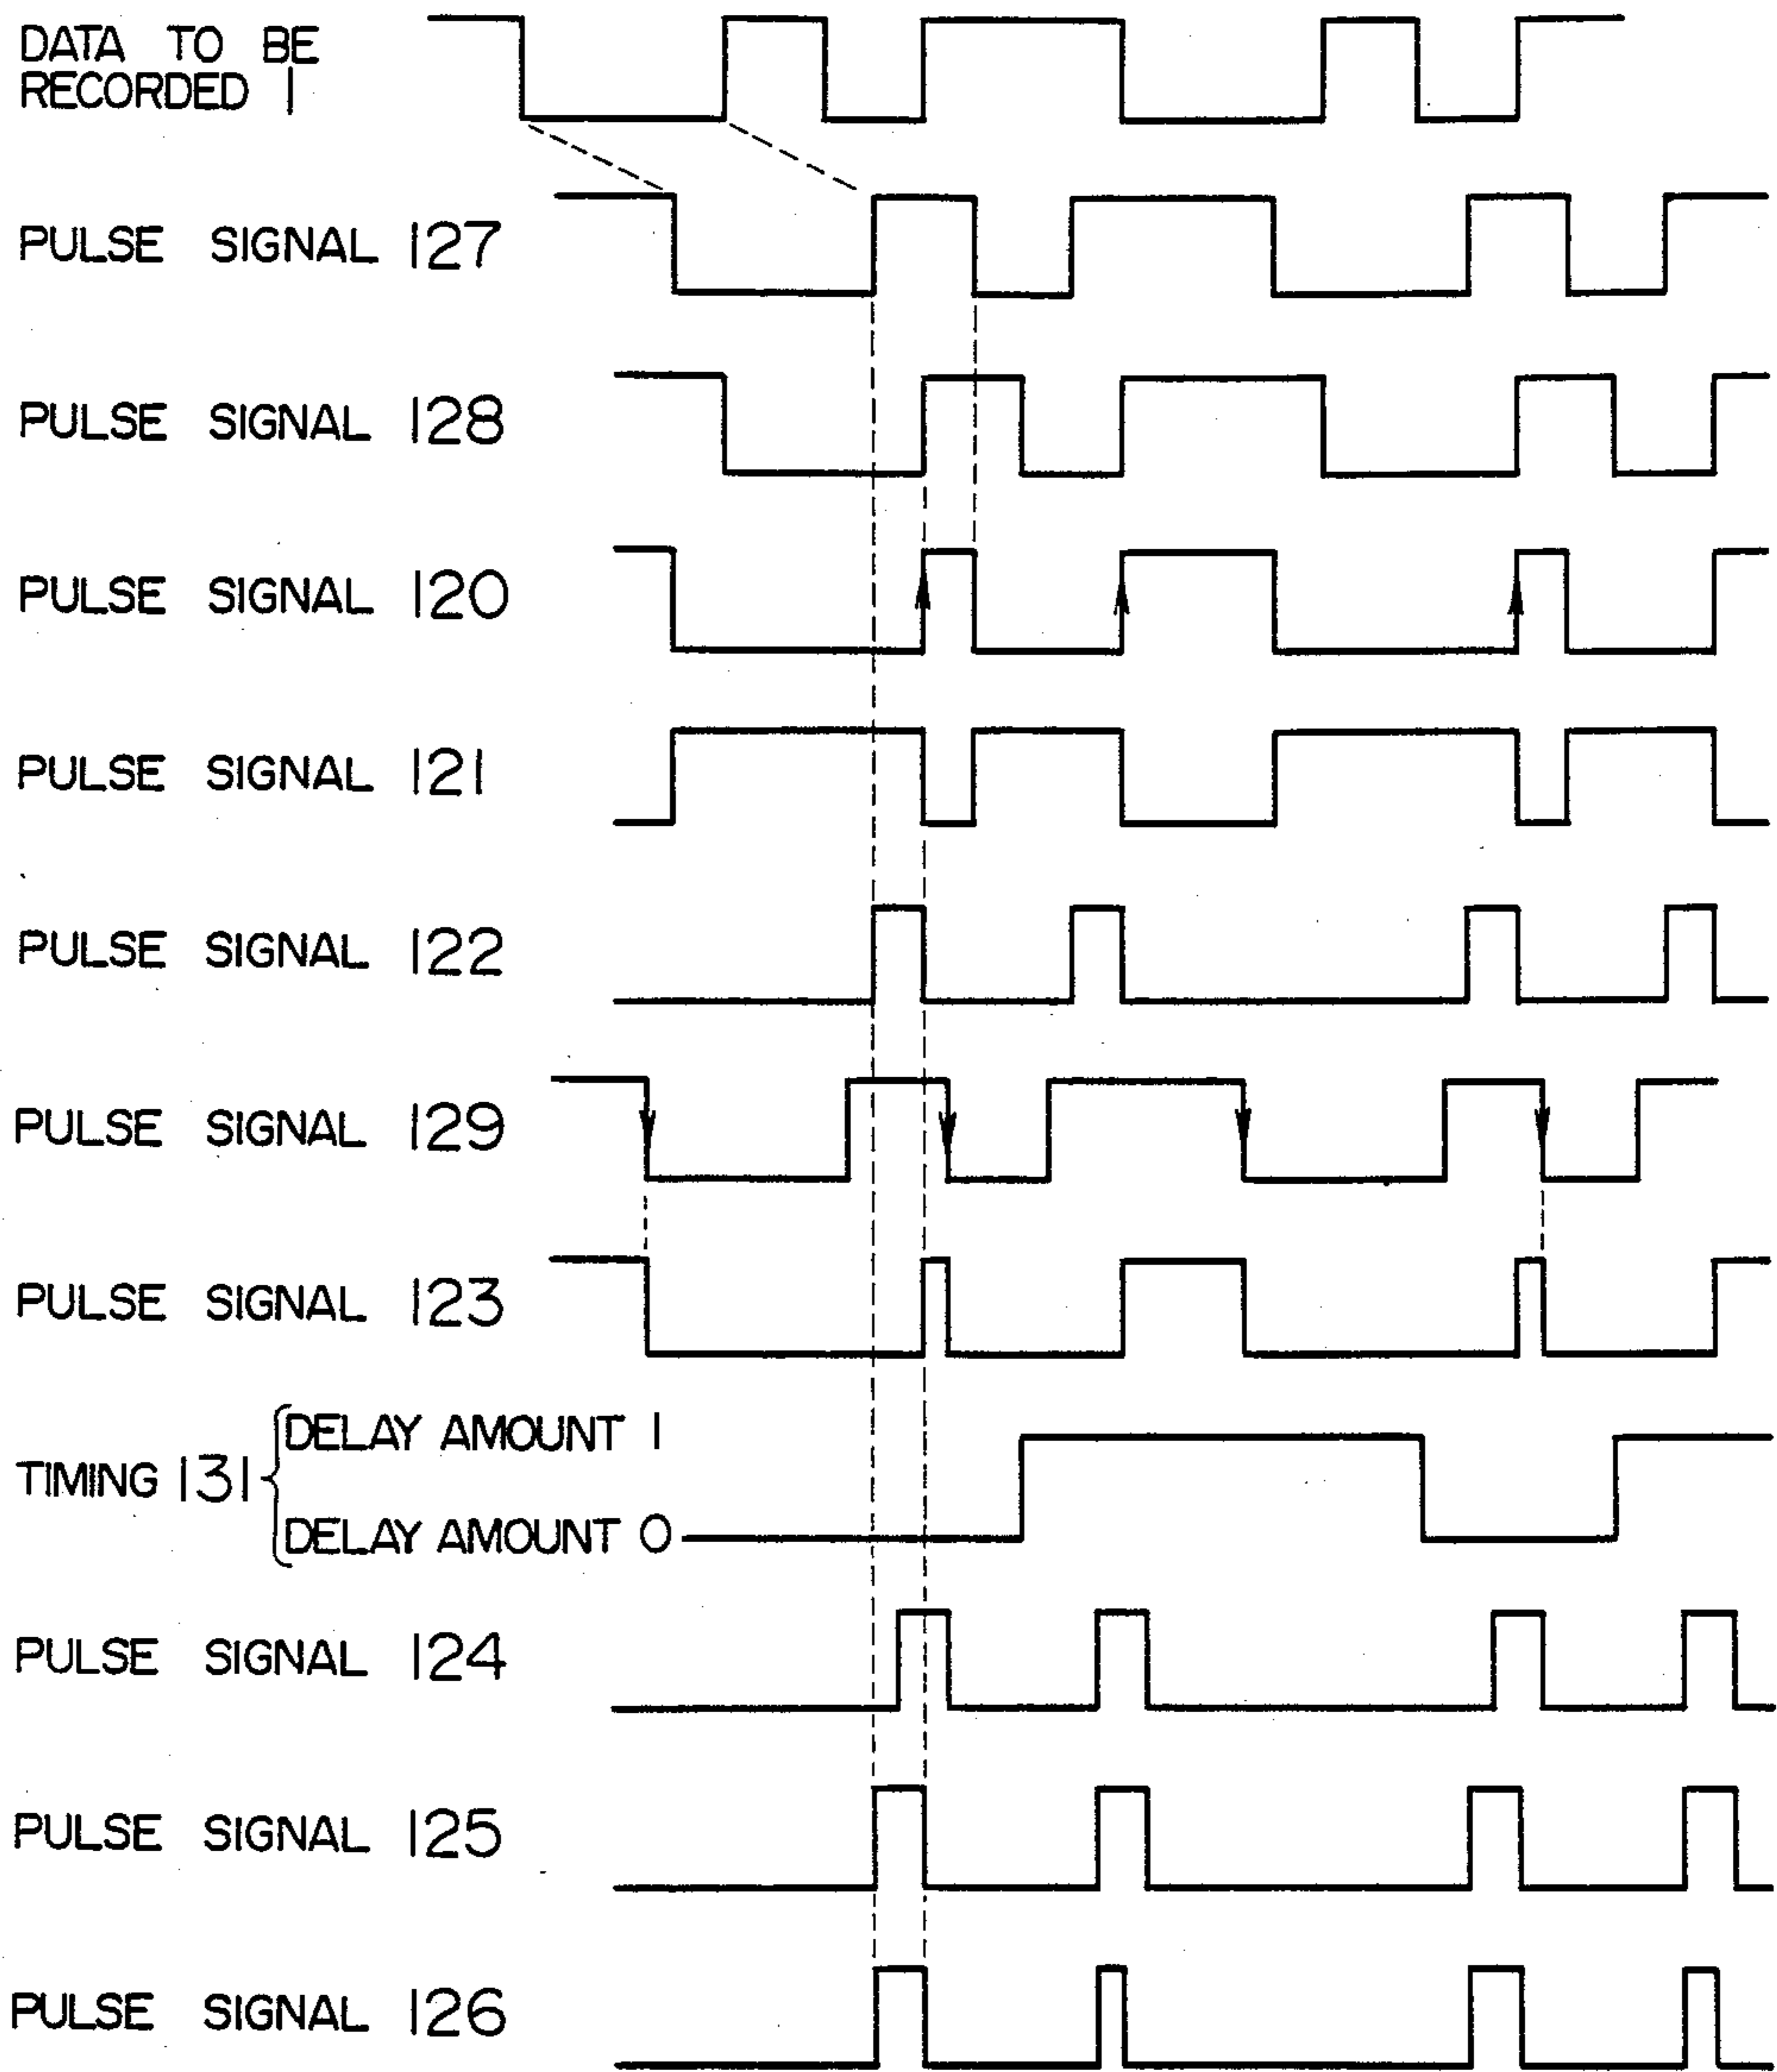 DATA TO BE
RECORDED 1
PULSE SIGNAL 127
PULSE SIGNAL 128
PULSE SIGNAL 120
PULSE SIGNAL 121
PULSE SIGNAL 122
PULSE SIGNAL 129
PULSE SIGNAL 123
DELAY AMOUNT 1
TIMING 131
DELAY AMOUNT 0
PULSE SIGNAL 124
PULSE SIGNAL 125
PULSE SIGNAL 126